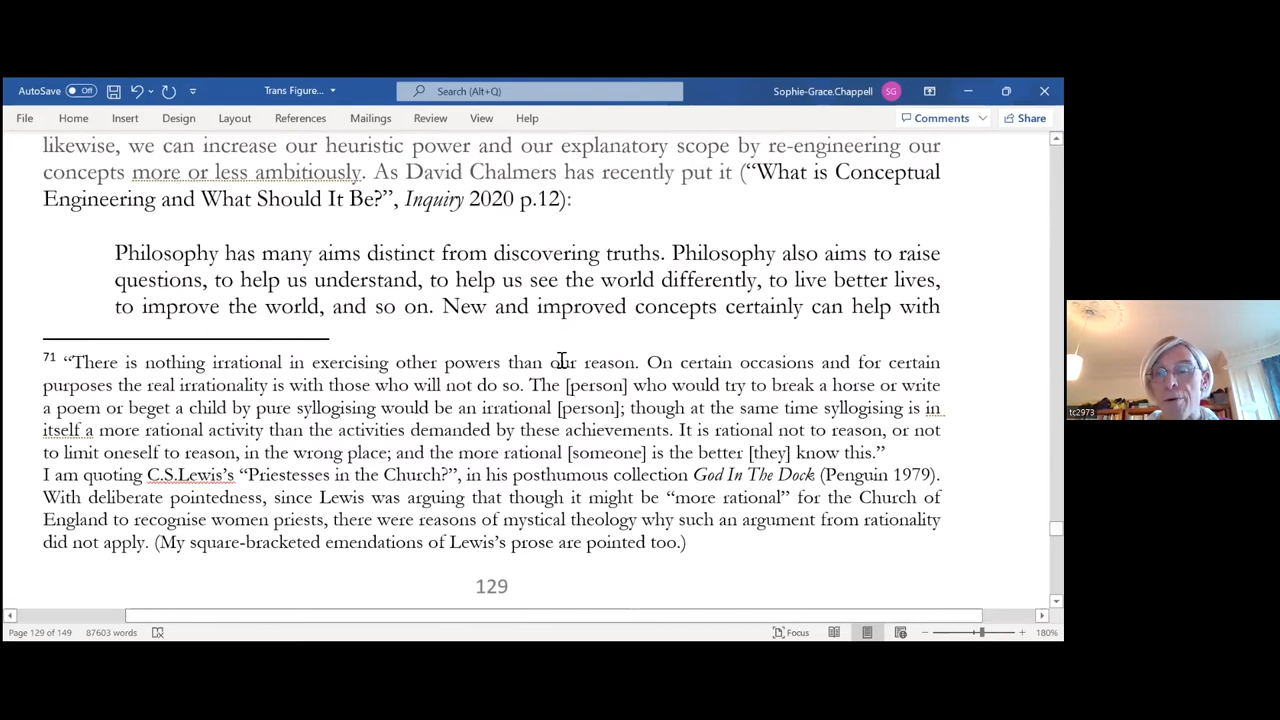 AutoSave Off Trans Figure... Search (Alt+Q) Sophie-Grace.Chappell SG
File Home Insert Design Layout References Mailings Review View Help Comments Share
likewise, we can increase our heuristic power and our explanatory scope by re-engineering our
concepts more or less ambitiously. As David Chalmers has recently put it (“What is Conceptual
Engineering and What Should It Be?”, Inquiry 2020 p.12):
Philosophy has many aims distinct from discovering truths. Philosophy also aims to raise
questions, to help us understand, to help us see the world differently, to live better lives,
to improve the world, and so on. New and improved concepts certainly can help with
71 “There is nothing irrational in exercising other powers than our reason. On certain occasions and for certain
purposes the real irrationality is with those who will not do so. The [person] who would try to break a horse or write
a poem or beget a child by pure syllogising would be an irrational [person]; though at the same time syllogising is in
itself a more rational activity than the activities demanded by these achievements. It is rational not to reason, or not
to limit oneself to reason, in the wrong place; and the more rational [someone] is the better [they] know this.”
I am quoting C.S.Lewis’s “Priestesses in the Church?”, in his posthumous collection God In The Dock (Penguin 1979).
With deliberate pointedness, since Lewis was arguing that though it might be “more rational” for the Church of
England to recognise women priests, there were reasons of mystical theology why such an argument from rationality
did not apply. (My square-bracketed emendations of Lewis’s prose are pointed too.)
129
Page 129 of 149 87603 words Focus 180%
tc2973